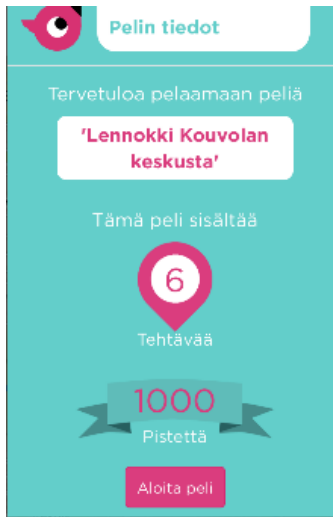 Pelin tiedot
Tervetuloa pelaamaan peliä
'Lennokki Kouvolan
keskusta'
Tämä peli sisältää
6
Tehtävää
1000
Pistettä
Aloita peli